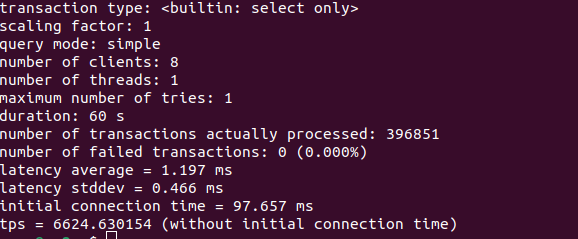 transaction type: <builtin: select only>
scaling factor: 1
query mode: simple
number of clients: 8
number of threads: 1
maximum number of tries: 1
duration: 60 s
number of transactions actually processed: 396851
number of failed transactions: 0 (0.000%)
latency average = 1.197 ms
latency stddev = 0.466 ms
initial connection time = 97.657 ms
tps = 6624.630154 (without initial connection time)
$